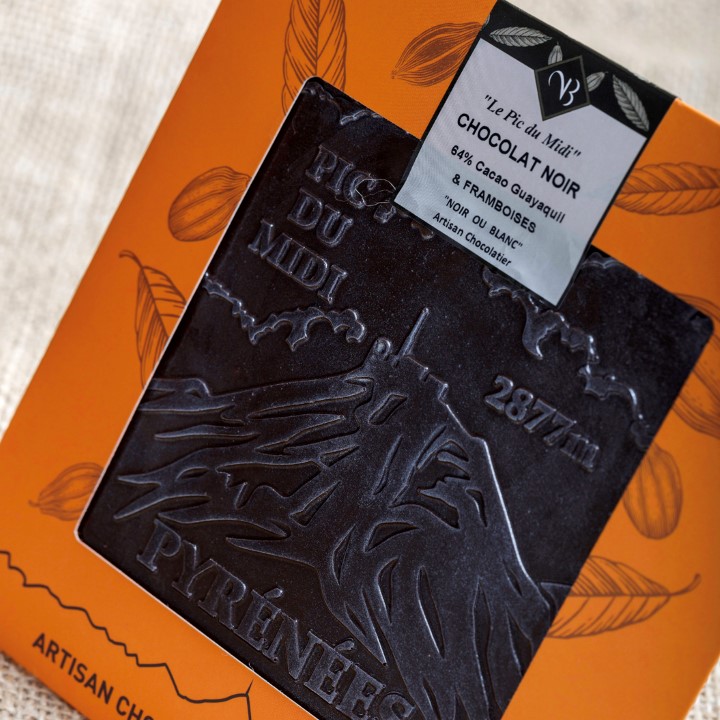 VB
"Le Pic du Midi"
CHOCOLAT NOIR
64% Cacao Guayaquil
& FRAMBOISES
"NOIR OU BLANC"
Artisan Chocolatier
PIC
DU
MIDI
2877m
PYRÉNÉES
ARTISAN CHO